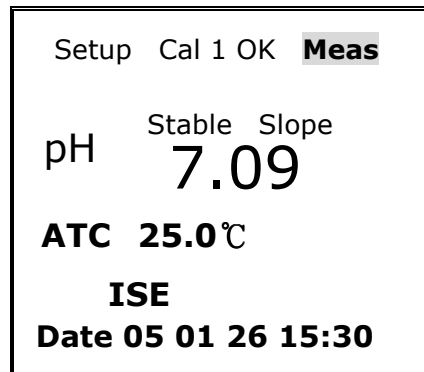 Setup Cal 1 OK Meas
Stable Slope
pH 7.09
ATC 25.0℃
ISE
Date 05 01 26 15:30